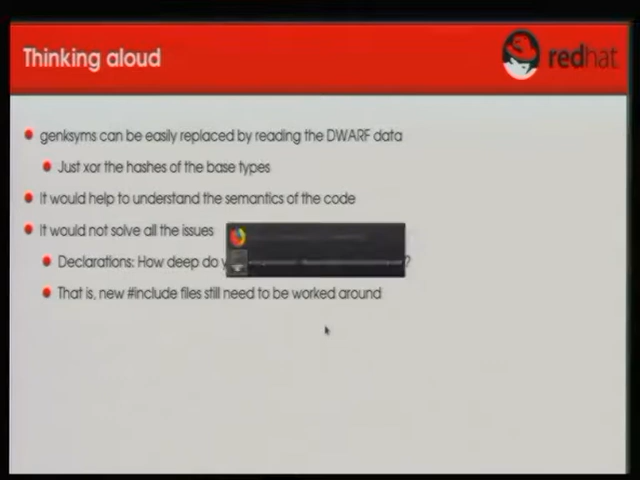 Thinking aloud
redhat
genksyms can be easily replaced by reading the DWARF data
Just xor the hashes of the base types
It would help to understand the semantics of the code
It would not solve all the issues
Declarations: How deep do ?
That is, new #include files still need to be worked around